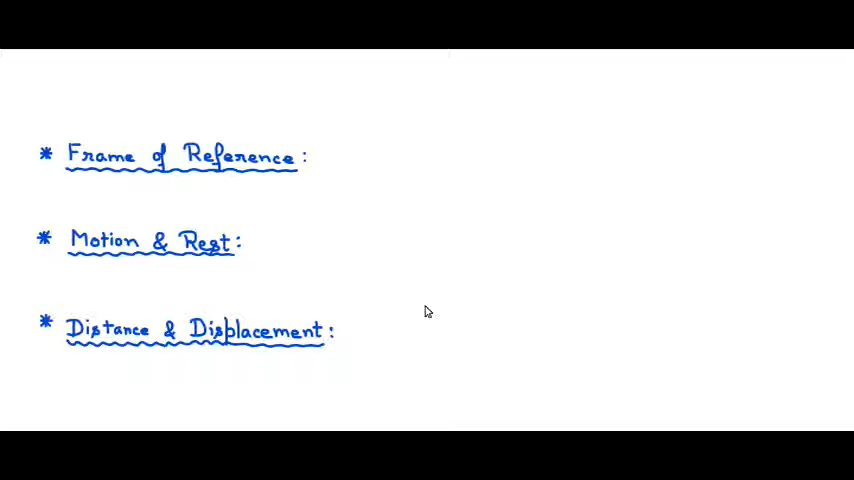 * Frame of Reference:
* Motion & Rest:
* Distance & Displacement: